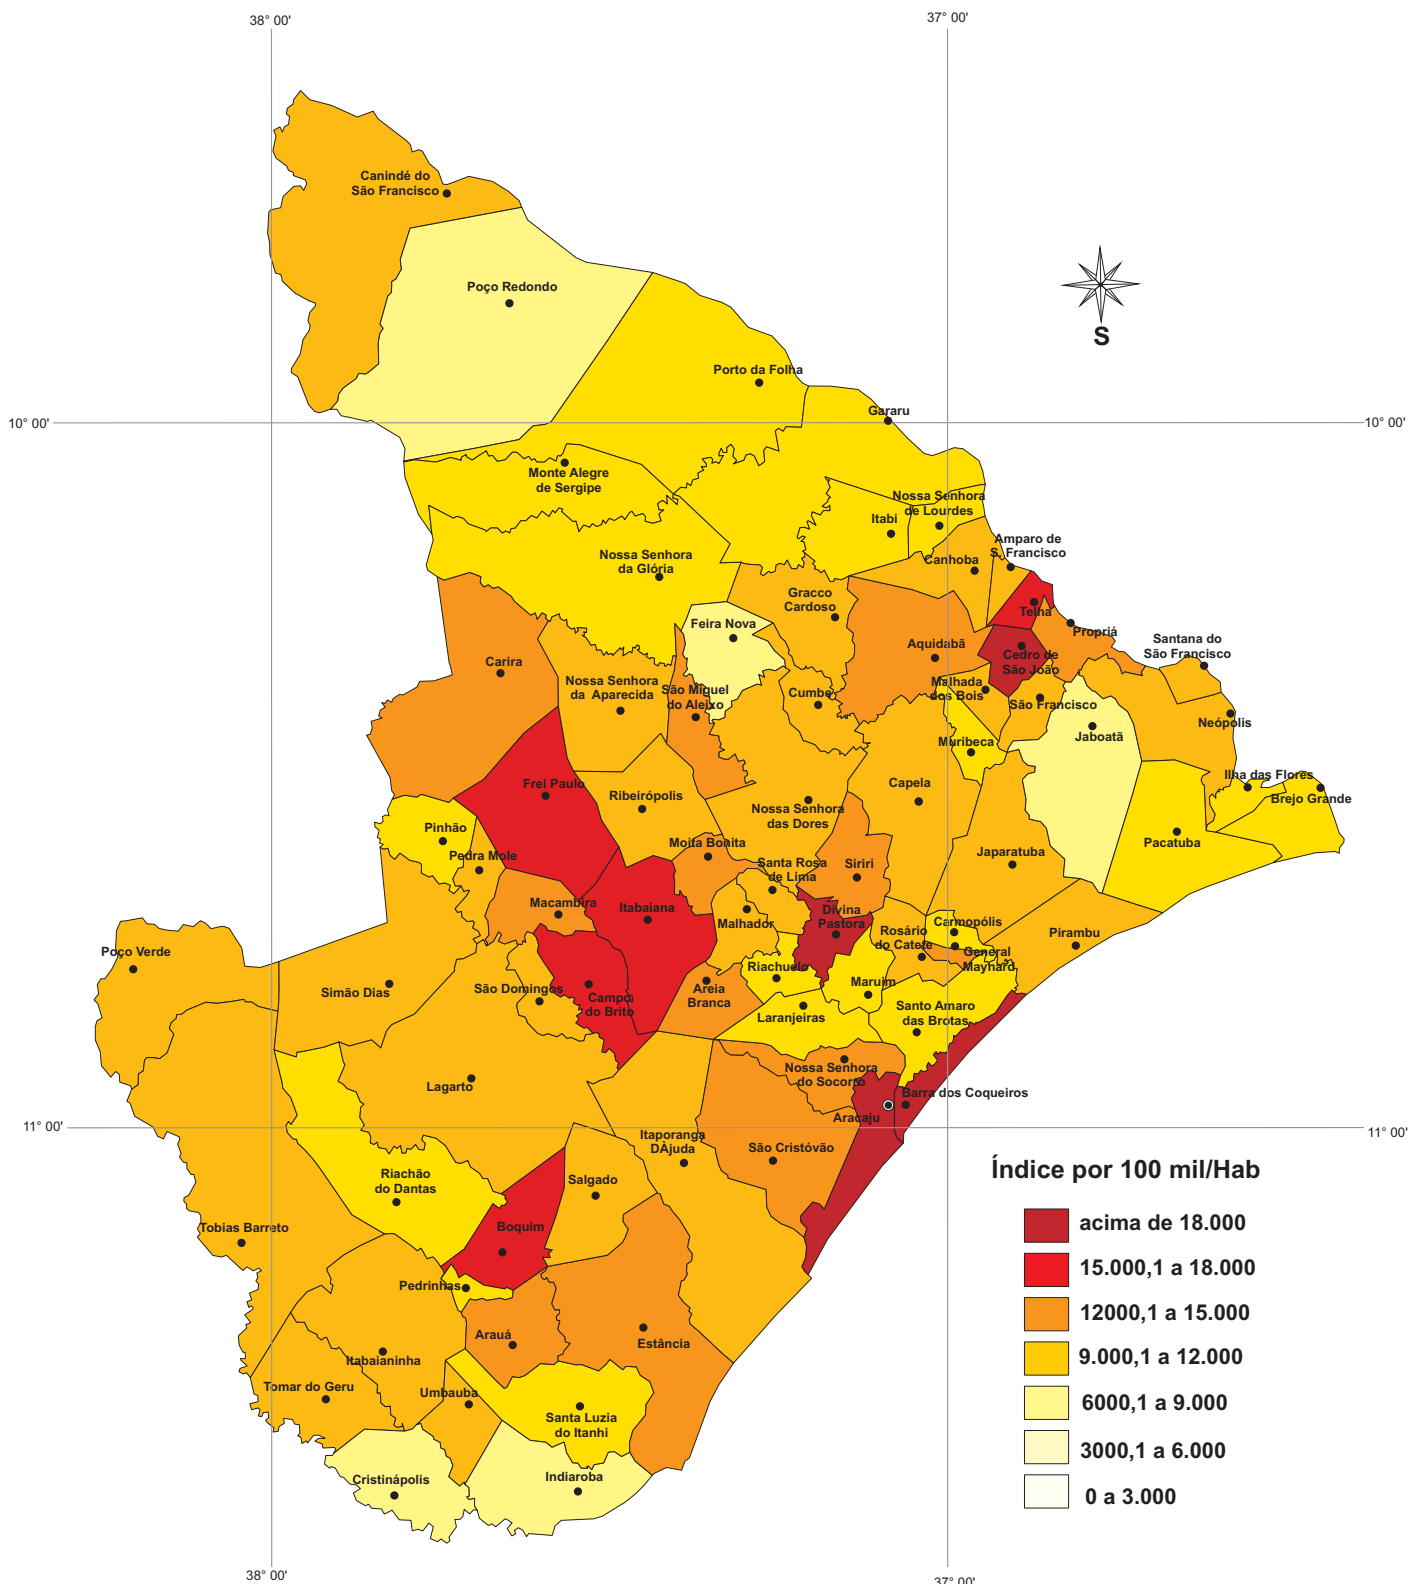 38° 00'
37° 00'
Canindé do
São Francisco
Poço Redondo
S
Porto da Folha
Gararu
10° 00'
10° 00'
Monte Alegre
de Sergipe
Nossa Senhora
de Lourdes
Itabi
Amparo de
S. Francisco
Nossa Senhora
da Glória
Canhoba
Gracco
Cardoso
Telha
Feira Nova
Propriá
Santana do
São Francisco
Aquidabã
Cedro de
São João
Carira
Nossa Senhora
da Aparecida
São Miguel
do Aleixo
Cumbe
Malhada
dos Bois
São Francisco
Neópolis
Jaboatã
Muribeca
Frei Paulo
Ribeirópolis
Capela
Ilha das Flores
Brejo Grande
Nossa Senhora
das Dores
Pinhão
Pacatuba
Moita Bonita
Pedra Mole
Santa Rosa
de Lima
Siriri
Japaratuba
Macambira
Itabaiana
Malhador
Divina
Pastora
Carmopólis
Rosário
do Catete
Pirambu
General
Mayhard
Poço Verde
Simão Dias
São Domingos
Campo
do Brito
Areia
Branca
Riachuelo
Maruim
Laranjeiras
Santo Amaro
das Brotas
Lagarto
Nossa Senhora
do Socorro
Barra dos Coqueiros
Aracaju
11° 00'
11° 00'
Itaporanga
DÀjuda
São Cristóvão
Riachão
do Dantas
Salgado
Índice por 100 mil/Hab
Tobias Barreto
Boquim
acima de 18.000
15.000,1 a 18.000
Pedrinhas
12000,1 a 15.000
Arauá
Estância
Itabaianinha
9.000,1 a 12.000
Tomar do Geru
Umbauba
6000,1 a 9.000
Santa Luzia
do Itanhi
3000,1 a 6.000
Cristinápolis
Indiaroba
0 a 3.000
38° 00'
37° 00'